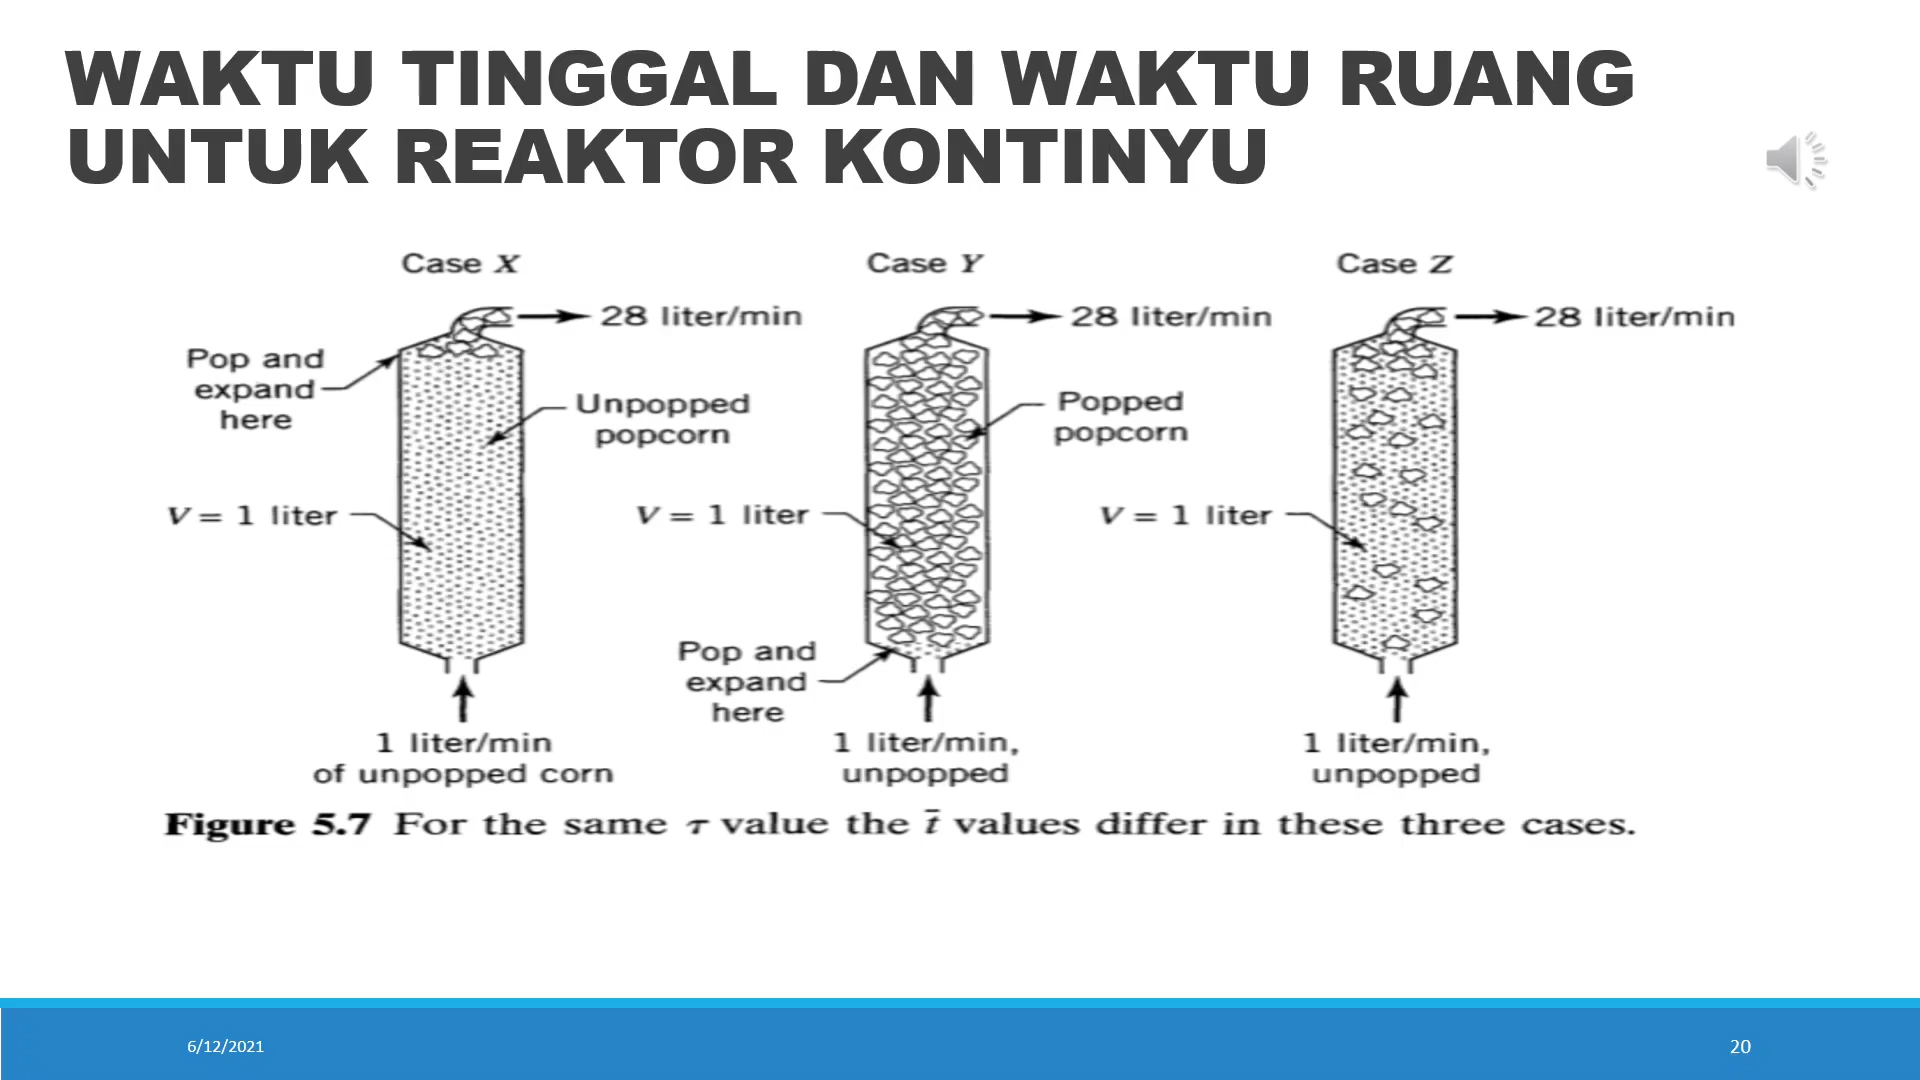 WAKTU TINGGAL DAN WAKTU RUANG
UNTUK REAKTOR KONTINYU
Case X
Case Y
Case Z
28 liter/min
28 liter/min
28 liter/min
Pop and
expand
here
Unpopped
popcorn
Popped
popcorn
V = 1 liter
V = 1 liter
V = 1 liter
Pop and
expand
here
1 liter/min
of unpopped corn
1 liter/min,
unpopped
1 liter/min,
unpopped
Figure 5.7 For the same τ value the t̄ values differ in these three cases.
6/12/2021
20